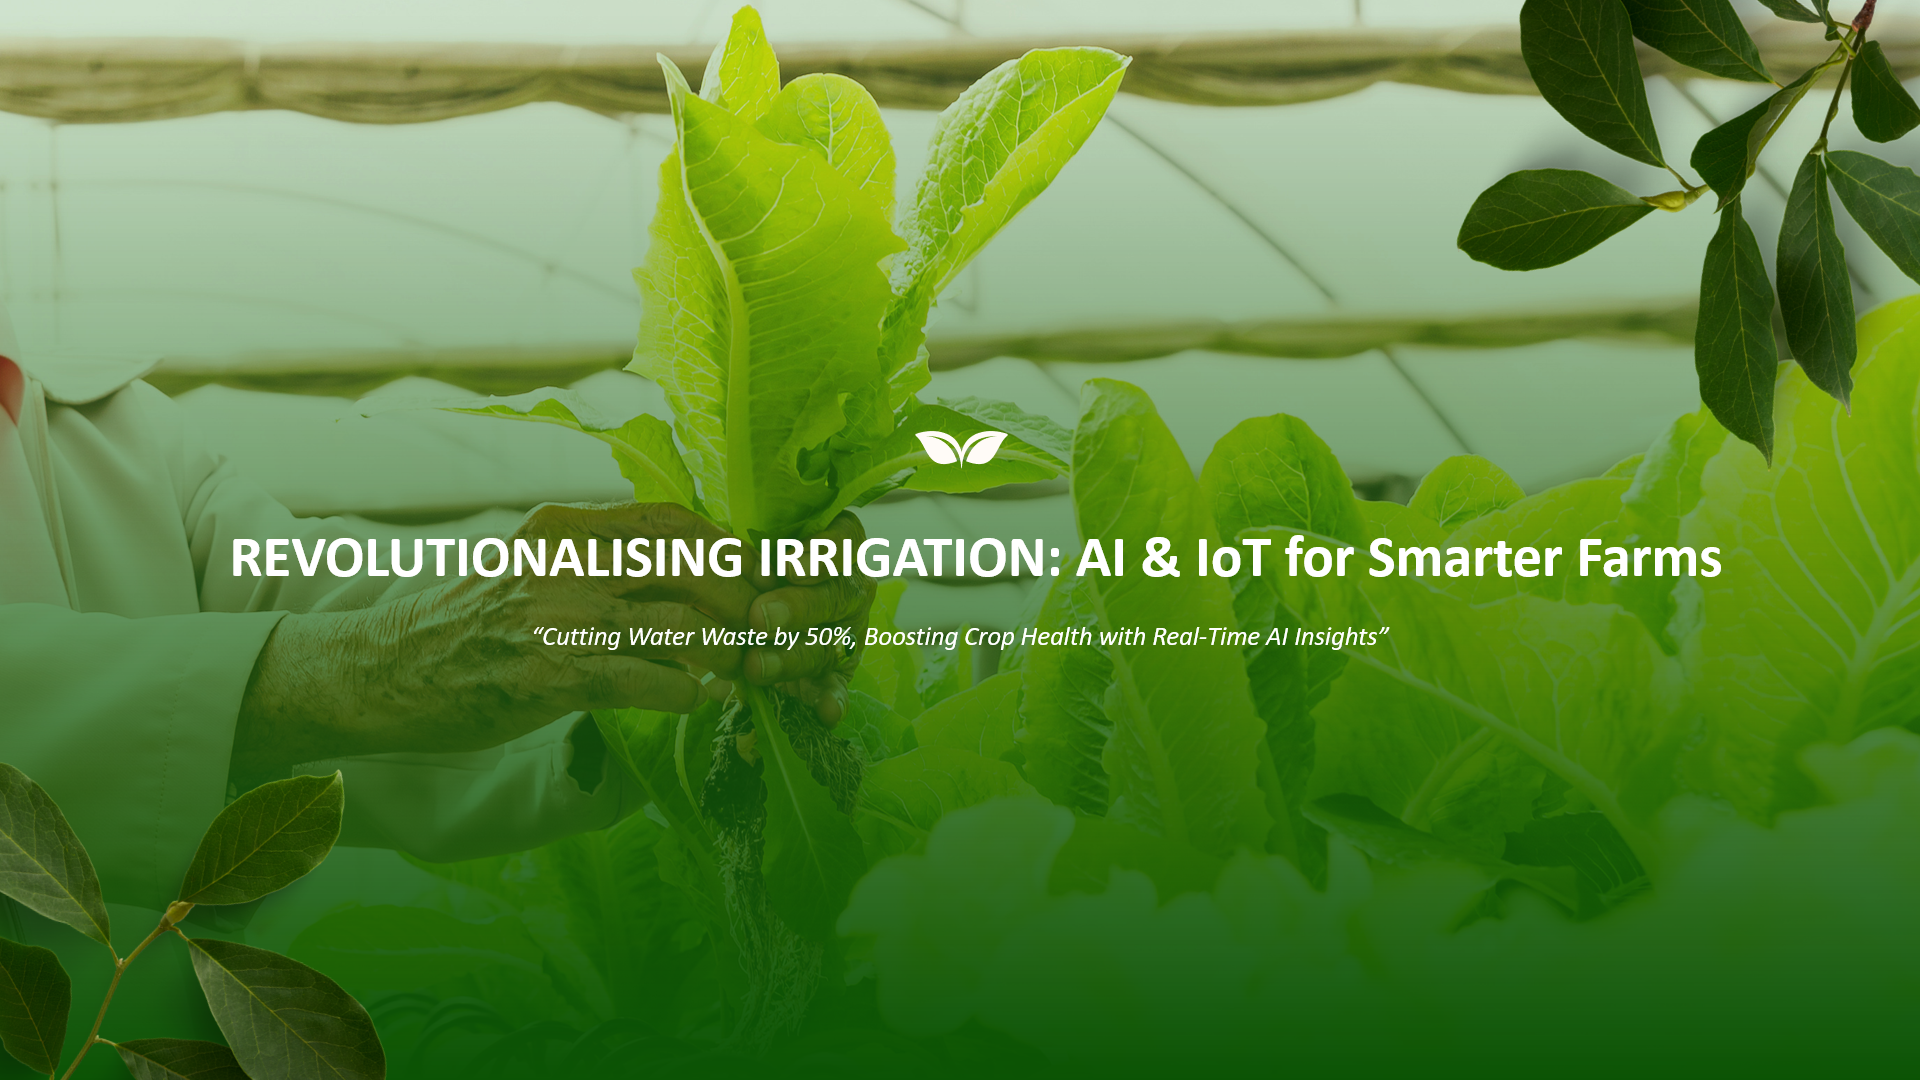 REVOLUTIONALISING IRRIGATION: AI & IoT for Smarter Farms
“Cutting Water Waste by 50%, Boosting Crop Health with Real-Time AI Insights”